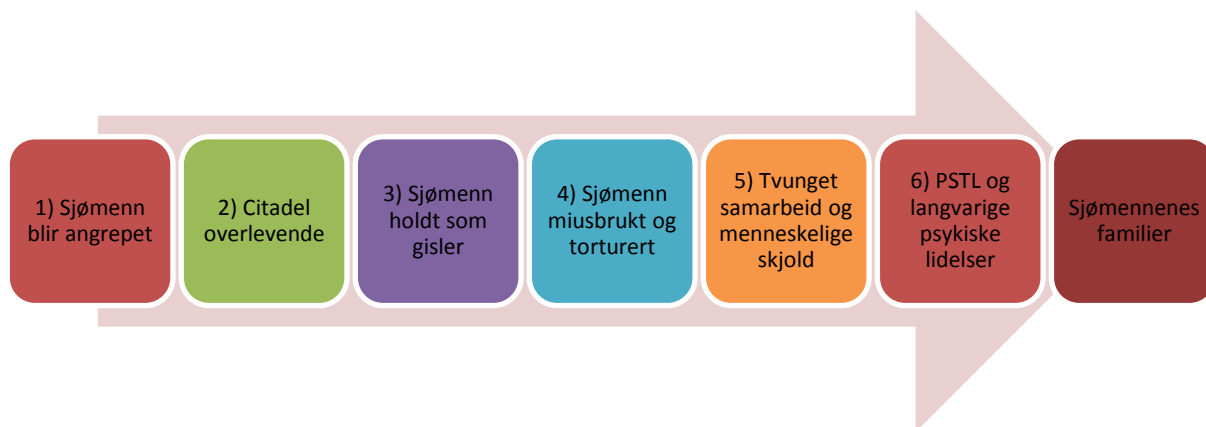 1) Sjømenn
blir angrepet
2) Citadel
overlevende
3) Sjømenn
holdt som
gisler
4) Sjømenn
miusbrukt og
torturert
5) Tvunget
samarbeid og
menneskelige
skjold
6) PSTL og
langvarige
psykiske
lidelser
Sjømennenes
familier